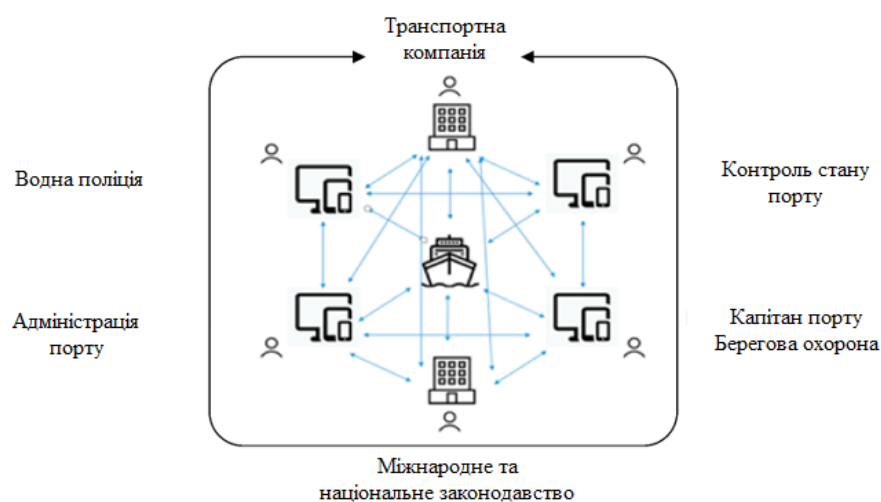 Транспортна
компанія
Водна поліція
Контроль стану
порту
Адміністрація
порту
Капітан порту
Берегова охорона
Міжнародне та
національне законодавство